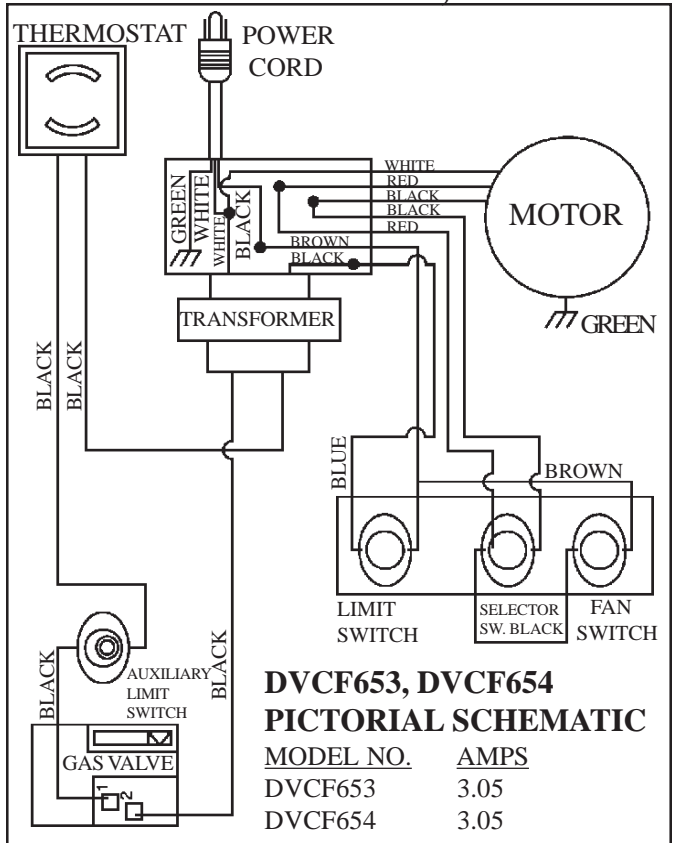 THERMOSTAT
POWER
CORD
WHITE
RED
BLACK
BLACK
RED
MOTOR
GREEN
WHITE
WHITE
BLACK
BROWN
BLACK
GREEN
TRANSFORMER
BLACK
BLACK
BLUE
BROWN
LIMIT
SWITCH
SELECTOR
SW. BLACK
FAN
SWITCH
BLACK
BLACK
AUXILIARY
LIMIT
SWITCH
GAS VALVE
1
2
DVCF653, DVCF654
PICTORIAL SCHEMATIC
MODEL NO. AMPS
DVCF653 3.05
DVCF654 3.05